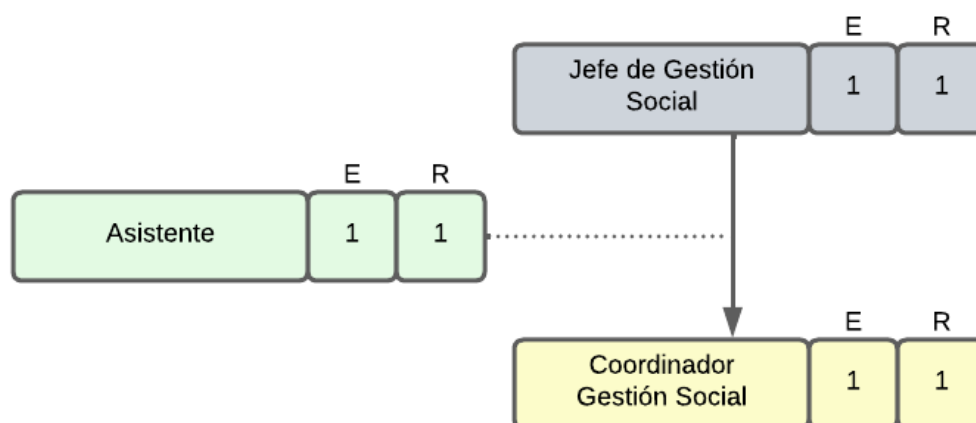 E R
Jefe de Gestión
Social
1 1
E R
Asistente 1 1
E R
Coordinador
Gestión Social
1 1